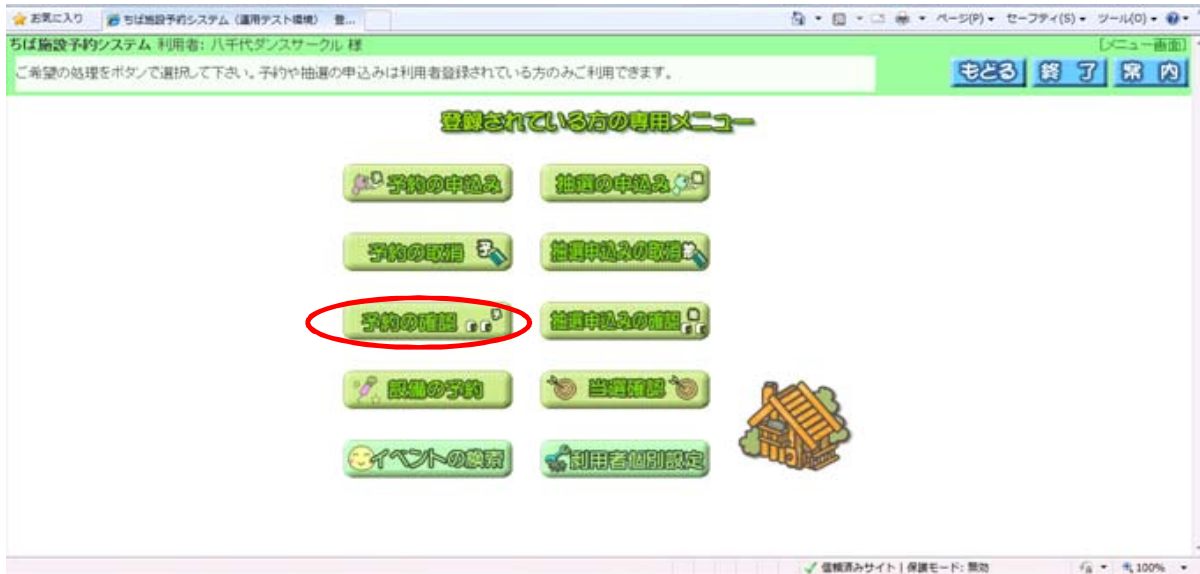 お気に入り ちば施設予約システム（運用テスト環境） 登... ページ(P) セーフティ(S) ツール(O)
ちば施設予約システム 利用者: 八千代ダンスサークル 様 [メニュー画面]
ご希望の処理をボタンで選択して下さい。予約や抽選の申込みは利用者登録されている方のみご利用できます。 もどる 終了 案内
登録されている方の専用メニュー
予約の申込み 抽選の申込み
予約の取消 抽選申込みの取消
予約の確認 抽選申込みの確認
設備の予約 当選確認
イベントの検索 利用者個別設定
信頼済みサイト | 保護モード: 無効 100%